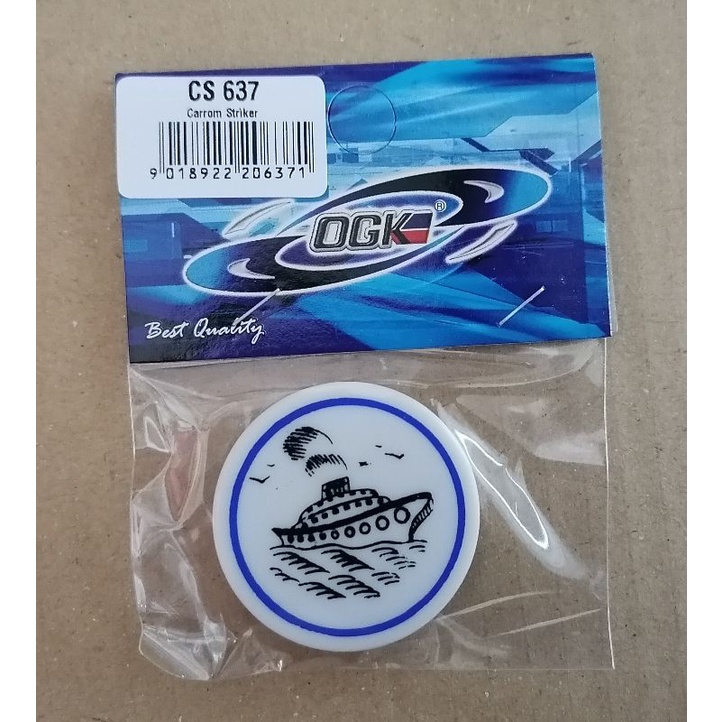 CS 637
Carrom Striker
9 018922 206371
OGK ®
Best Quality